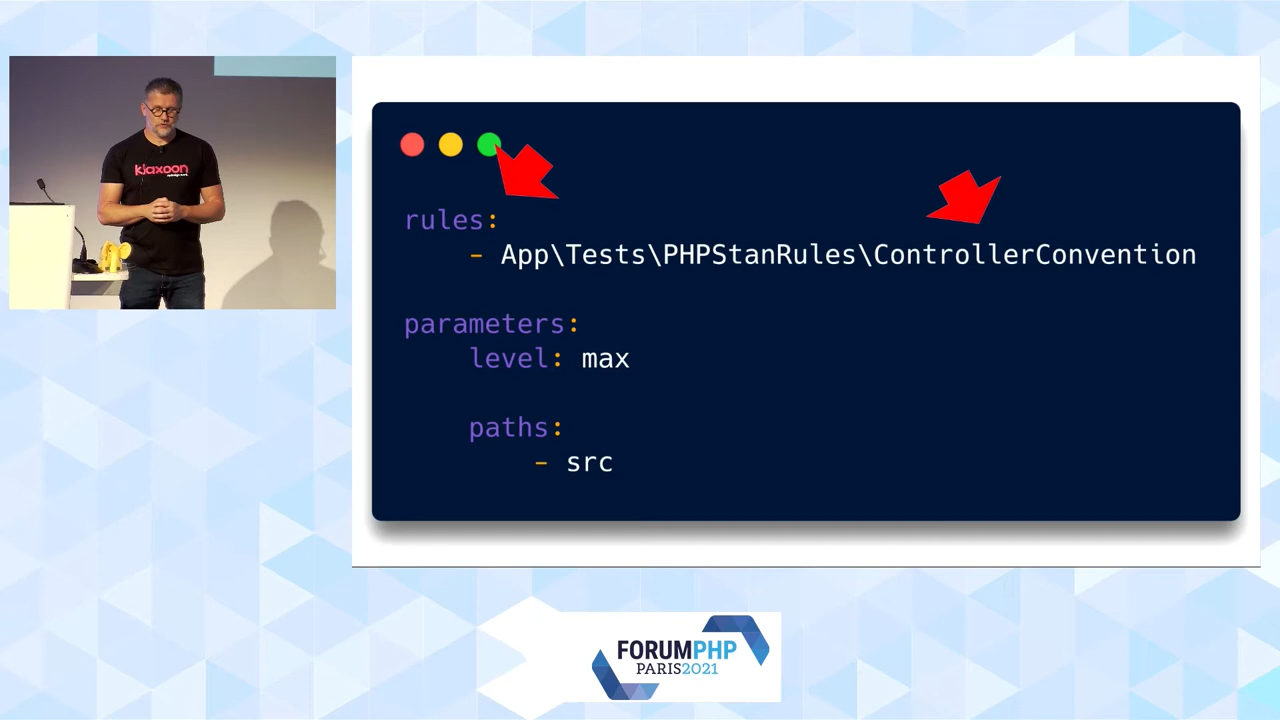 klaxoon
rules:
- App\Tests\PHPStanRules\ControllerConvention
parameters:
level: max
paths:
- src
FORUMPHP
PARIS2021